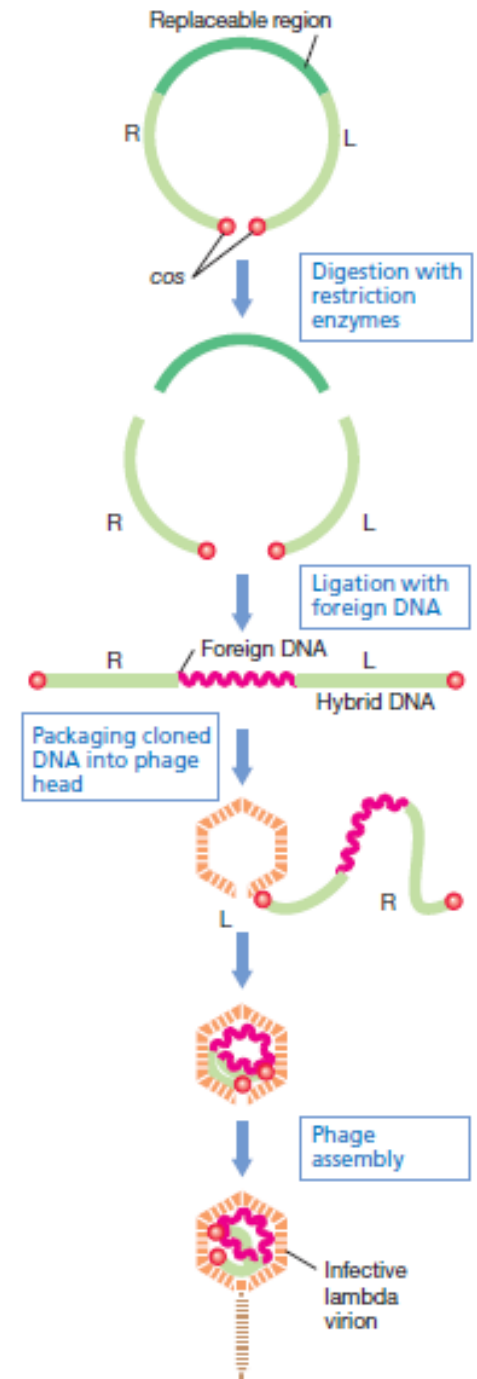 Replaceable region
R
L
cos
Digestion with
restriction
enzymes
R
L
Ligation with
foreign DNA
Foreign DNA
R
L
Hybrid DNA
Packaging cloned
DNA into phage
head
R
L
Phage
assembly
Infective
lambda
virion